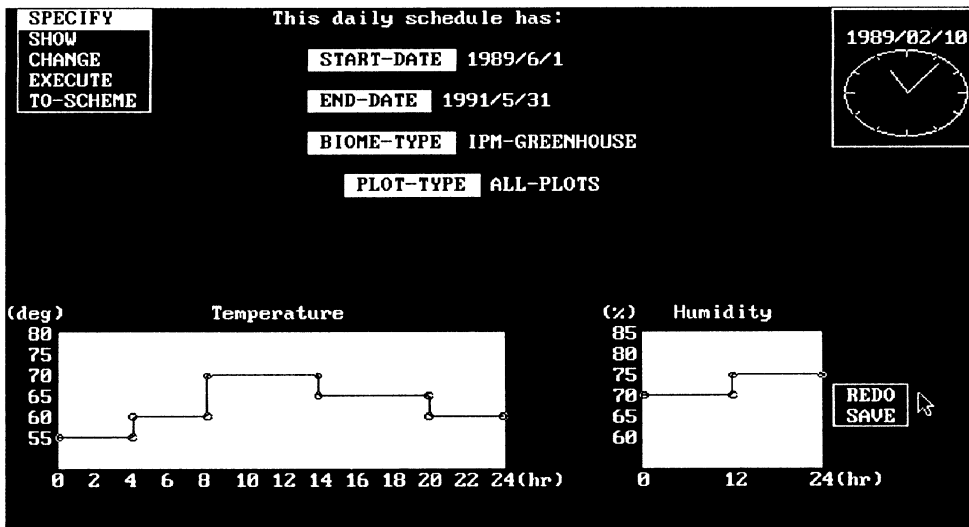 SPECIFY
SHOW
CHANGE
EXECUTE
TO-SCHEME
This daily schedule has:
START-DATE 1989/6/1
END-DATE 1991/5/31
BIOME-TYPE IPM-GREENHOUSE
PLOT-TYPE ALL-PLOTS
1989/02/10
(deg) Temperature
80
75
70
65
60
55
0 2 4 6 8 10 12 14 16 18 20 22 24(hr)
(%) Humidity
85
80
75
70
65
60
0 12 24(hr)
REDO
SAVE